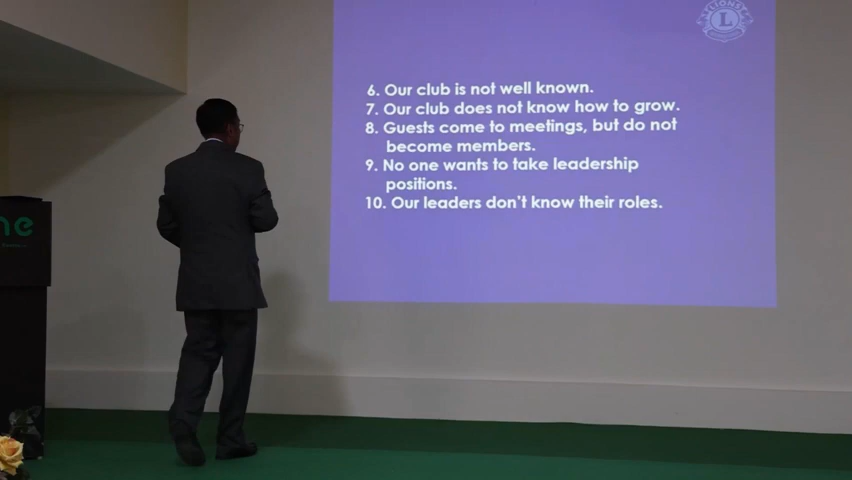 LIONS
L
6. Our club is not well known.
7. Our club does not know how to grow.
8. Guests come to meetings, but do not
become members.
9. No one wants to take leadership
positions.
10. Our leaders don't know their roles.
ne